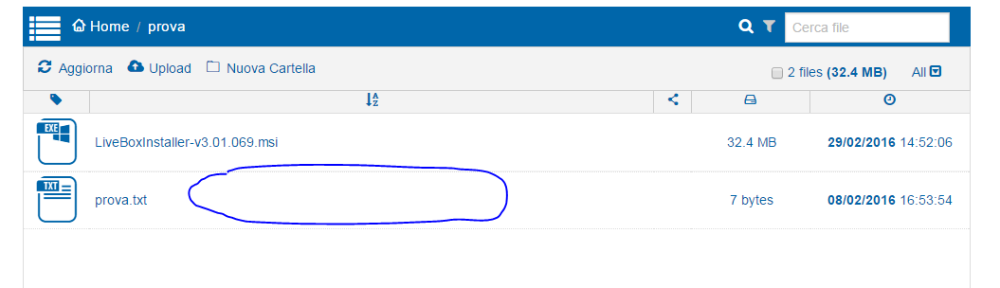 Home / prova
Cerca file
Aggiorna Upload Nuova Cartella
2 files (32.4 MB) All
A
Z
EXE
LiveBoxInstaller-v3.01.069.msi 32.4 MB 29/02/2016 14:52:06
TXT
prova.txt 7 bytes 08/02/2016 16:53:54